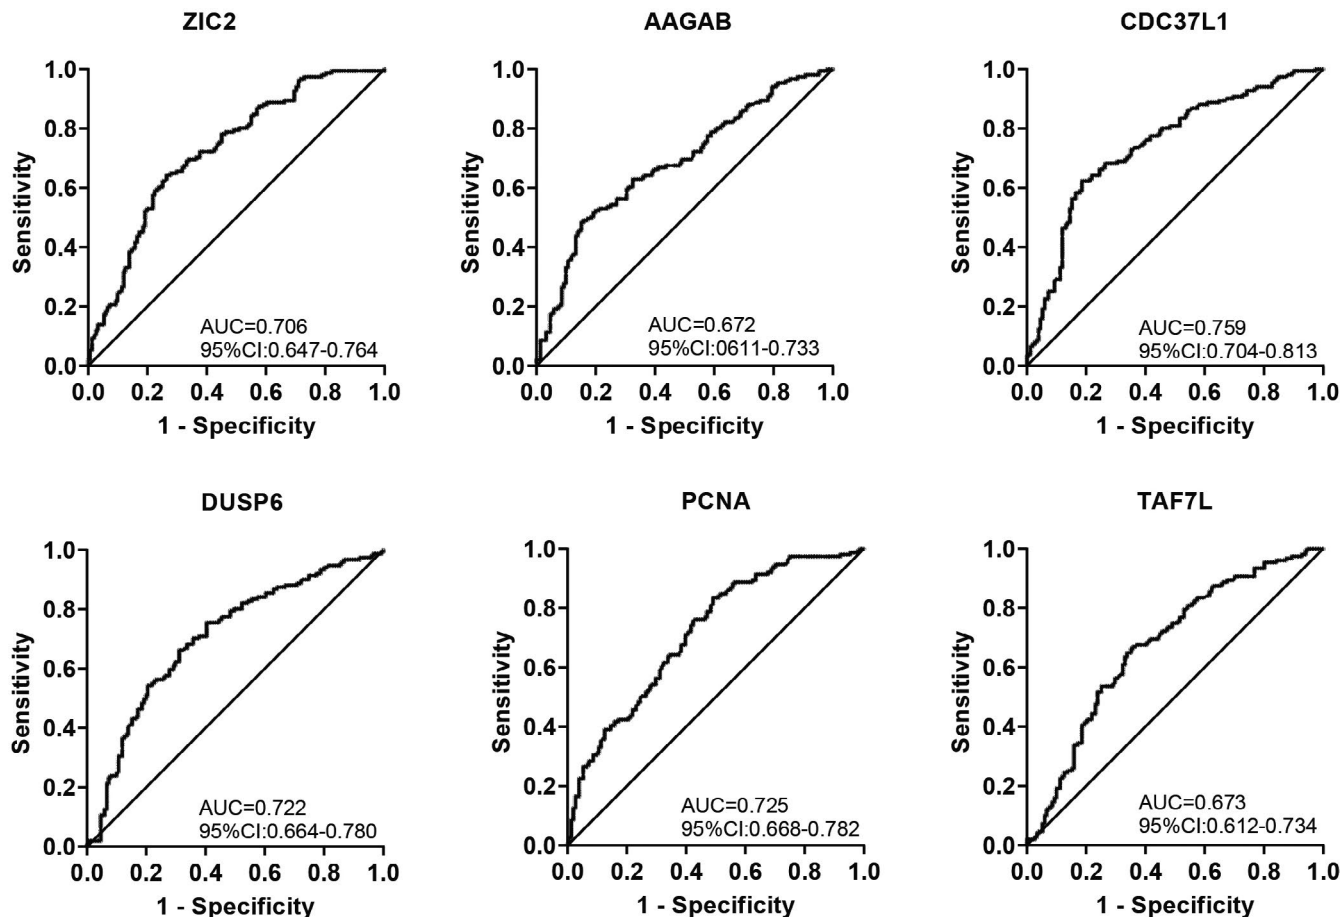 ZIC2
1.0
0.8
0.6
0.4
0.2
0.0
Sensitivity
AUC=0.706
95%CI:0.647-0.764
0.0 0.2 0.4 0.6 0.8 1.0
1 - Specificity
AAGAB
1.0
0.8
0.6
0.4
0.2
0.0
Sensitivity
AUC=0.672
95%CI:0611-0.733
0.0 0.2 0.4 0.6 0.8 1.0
1 - Specificity
CDC37L1
1.0
0.8
0.6
0.4
0.2
0.0
Sensitivity
AUC=0.759
95%CI:0.704-0.813
0.0 0.2 0.4 0.6 0.8 1.0
1 - Specificity
DUSP6
1.0
0.8
0.6
0.4
0.2
0.0
Sensitivity
AUC=0.722
95%CI:0.664-0.780
0.0 0.2 0.4 0.6 0.8 1.0
1 - Specificity
PCNA
1.0
0.8
0.6
0.4
0.2
0.0
Sensitivity
AUC=0.725
95%CI:0.668-0.782
0.0 0.2 0.4 0.6 0.8 1.0
1 - Specificity
TAF7L
1.0
0.8
0.6
0.4
0.2
0.0
Sensitivity
AUC=0.673
95%CI:0.612-0.734
0.0 0.2 0.4 0.6 0.8 1.0
1 - Specificity